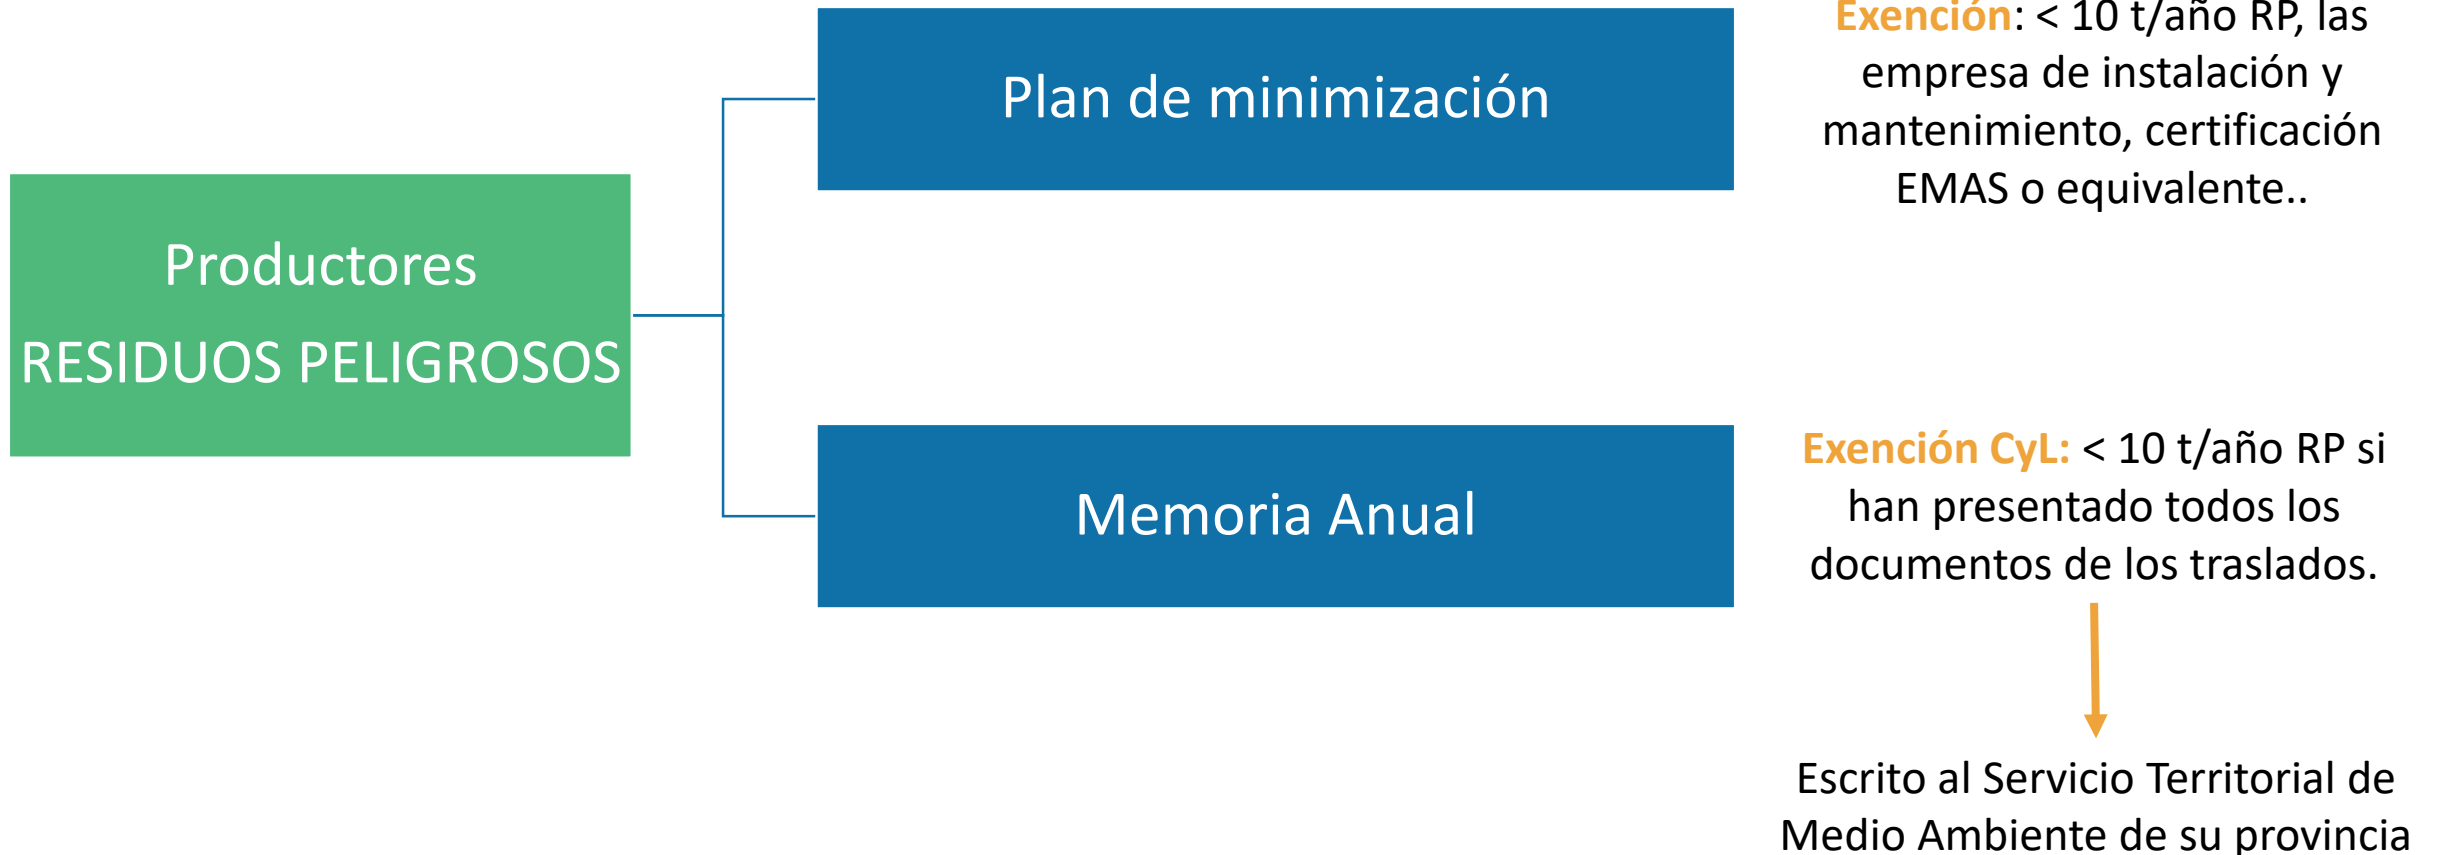 Productores
RESIDUOS PELIGROSOS
Plan de minimización
Exención: < 10 t/año RP, las
empresa de instalación y
mantenimiento, certificación
EMAS o equivalente..
Memoria Anual
Exención CyL: < 10 t/año RP si
han presentado todos los
documentos de los traslados.
Escrito al Servicio Territorial de
Medio Ambiente de su provincia